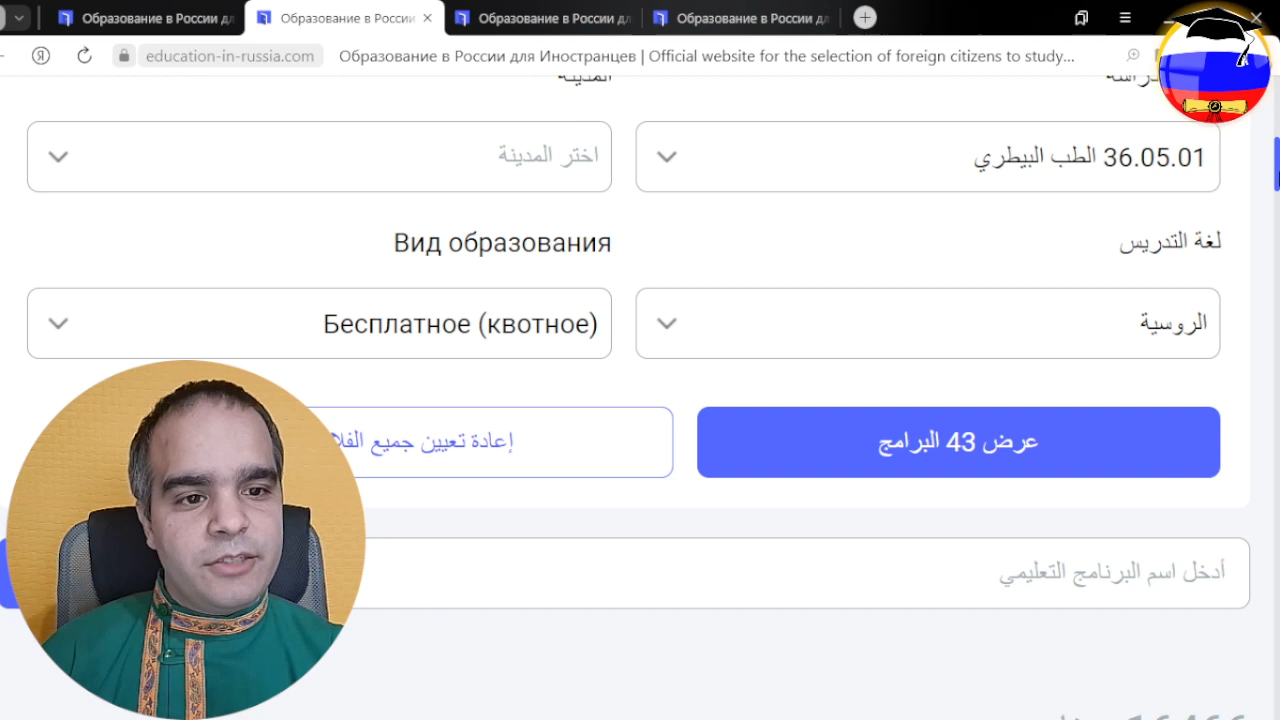 Образование в России дл
Образование в России
Образование в России дл
Образование в России дл
education-in-russia.com
Образование в России для Иностранцев | Official website for the selection of foreign citizens to study...
المدينة
36.05.01 الطب البيطري
اختر المدينة
لغة التدريس
Вид образования
الروسية
Бесплатное (квотное)
عرض 43 البرامج
إعادة تعيين جميع الفلا
أدخل اسم البرنامج التعليمي